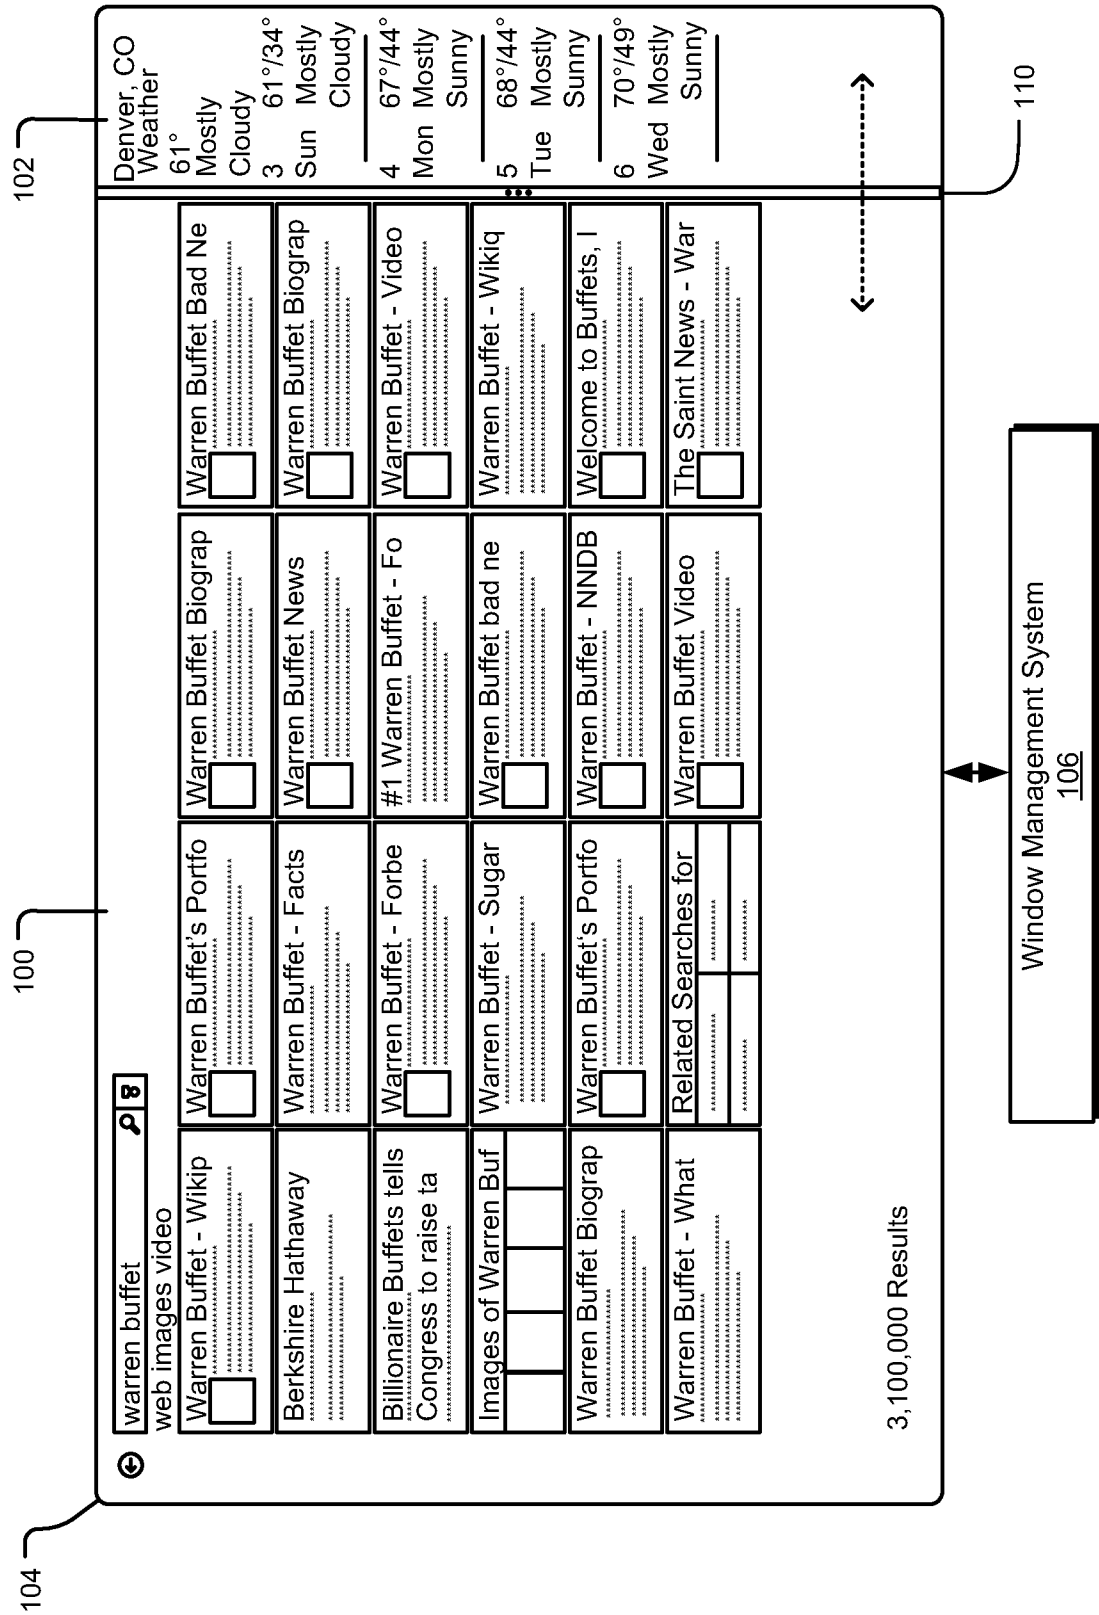 104
100
102
warren buffet
web images video
Warren Buffet - Wikip
Berkshire Hathaway
Billionaire Buffets tells
Congress to raise ta
Images of Warren Buf
Warren Buffet Biograp
Warren Buffet - What
Warren Buffet's Portfo
Warren Buffet - Facts
Warren Buffet - Forbe
Warren Buffet - Sugar
Warren Buffet's Portfo
Related Searches for
Warren Buffet Biograp
Warren Buffet News
#1 Warren Buffet - Fo
Warren Buffet bad ne
Warren Buffet - NNDB
Warren Buffet Video
Warren Buffet Bad Ne
Warren Buffet Biograp
Warren Buffet - Video
Warren Buffet - Wikiq
Welcome to Buffets, I
The Saint News - War
Denver, CO
Weather
61°
Mostly
Cloudy
3 61°/34°
Sun Mostly
Cloudy
4 67°/44°
Mon Mostly
Sunny
5 68°/44°
Tue Mostly
Sunny
6 70°/49°
Wed Mostly
Sunny
3,100,000 Results
110
Window Management System
106